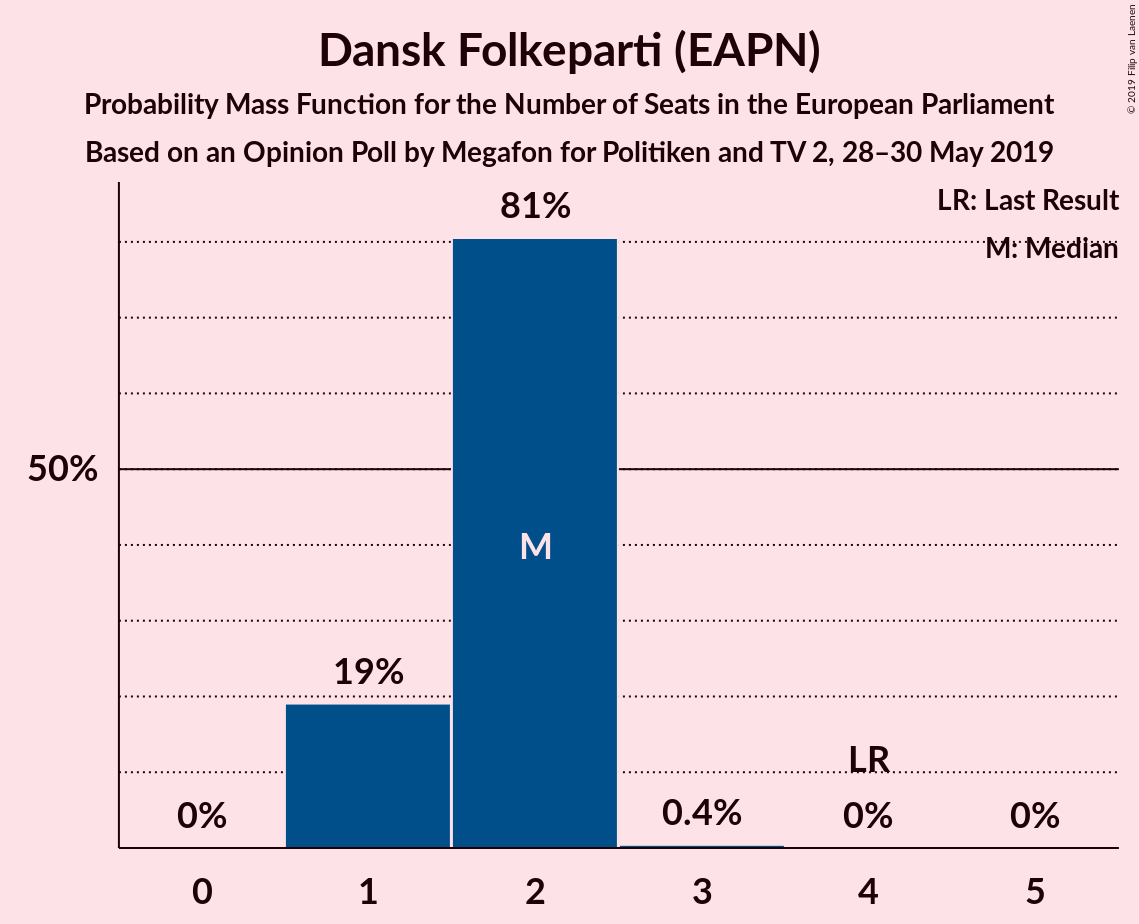 Dansk Folkeparti (EAPN)
Probability Mass Function for the Number of Seats in the European Parliament
Based on an Opinion Poll by Megafon for Politiken and TV 2, 28–30 May 2019
© 2019 Filip van Laenen
LR: Last Result
M: Median
81%
50%
M
19%
LR
0%
0.4%
0%
0%
0 1 2 3 4 5